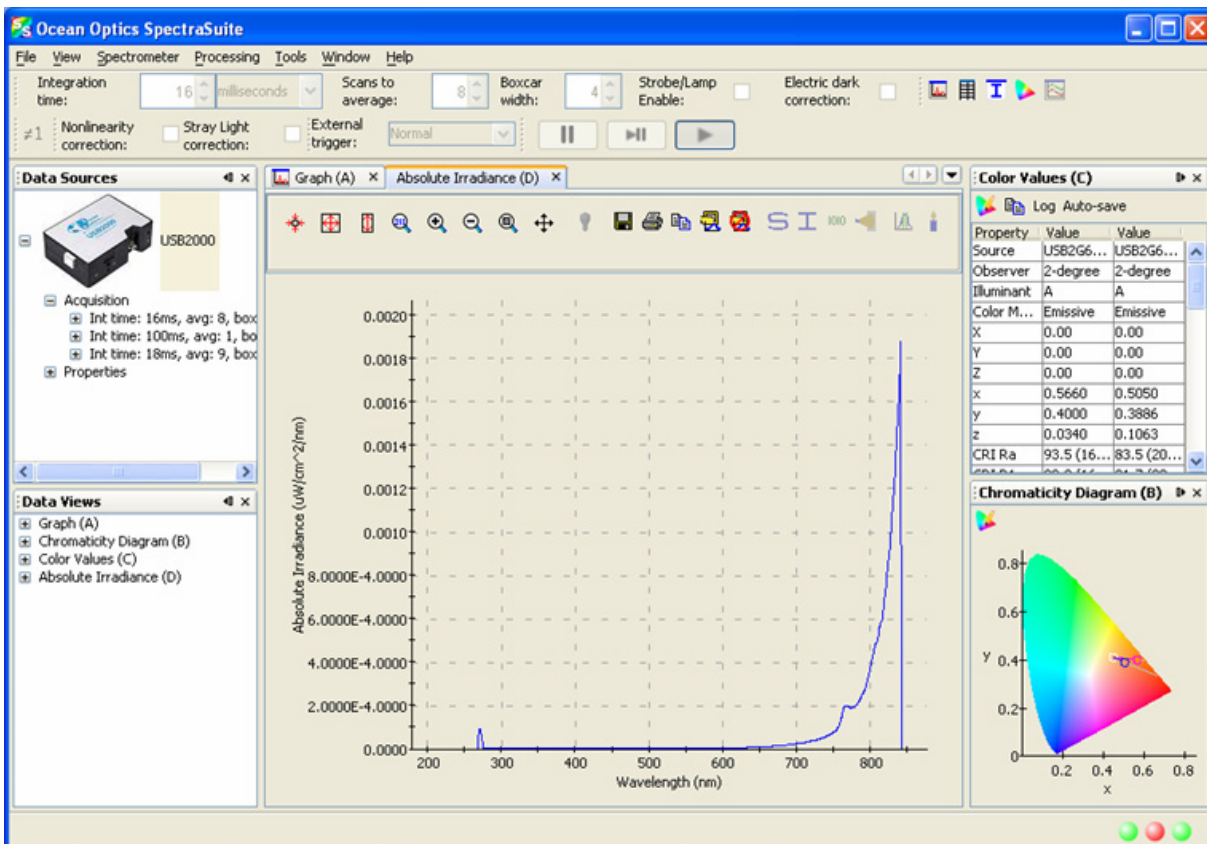 Ocean Optics SpectraSuite
File View Spectrometer Processing Tools Window Help
Integration time: 16 milliseconds Scans to average: 8 Boxcar width: 4 Strobe/Lamp Enable: Electric dark correction:
≠1 Nonlinearity correction: Stray Light correction: External trigger: Normal
Data Sources
USB2000
Acquisition
Int time: 16ms, avg: 8, box
Int time: 100ms, avg: 1, bo
Int time: 18ms, avg: 9, box
Properties
Data Views
Graph (A)
Chromaticity Diagram (B)
Color Values (C)
Absolute Irradiance (D)
Graph (A) Absolute Irradiance (D)
Absolute Irradiance (uW/cm^2/nm)
0.0020
0.0018
0.0016
0.0014
0.0012
0.0010
8.0000E-4.0000
6.0000E-4.0000
4.0000E-4.0000
2.0000E-4.0000
0.0000
200 300 400 500 600 700 800
Wavelength (nm)
Color Values (C)
Log Auto-save
Property Value Value
Source USB2G6... USB2G6...
Observer 2-degree 2-degree
Illuminant A A
Color M... Emissive Emissive
X 0.00 0.00
Y 0.00 0.00
Z 0.00 0.00
x 0.5660 0.5050
y 0.4000 0.3886
z 0.0340 0.1063
CRI Ra 93.5 (16... 83.5 (20...
Chromaticity Diagram (B)
0.8
0.6
y 0.4
0.2
0
0.2 0.4 0.6 0.8
x